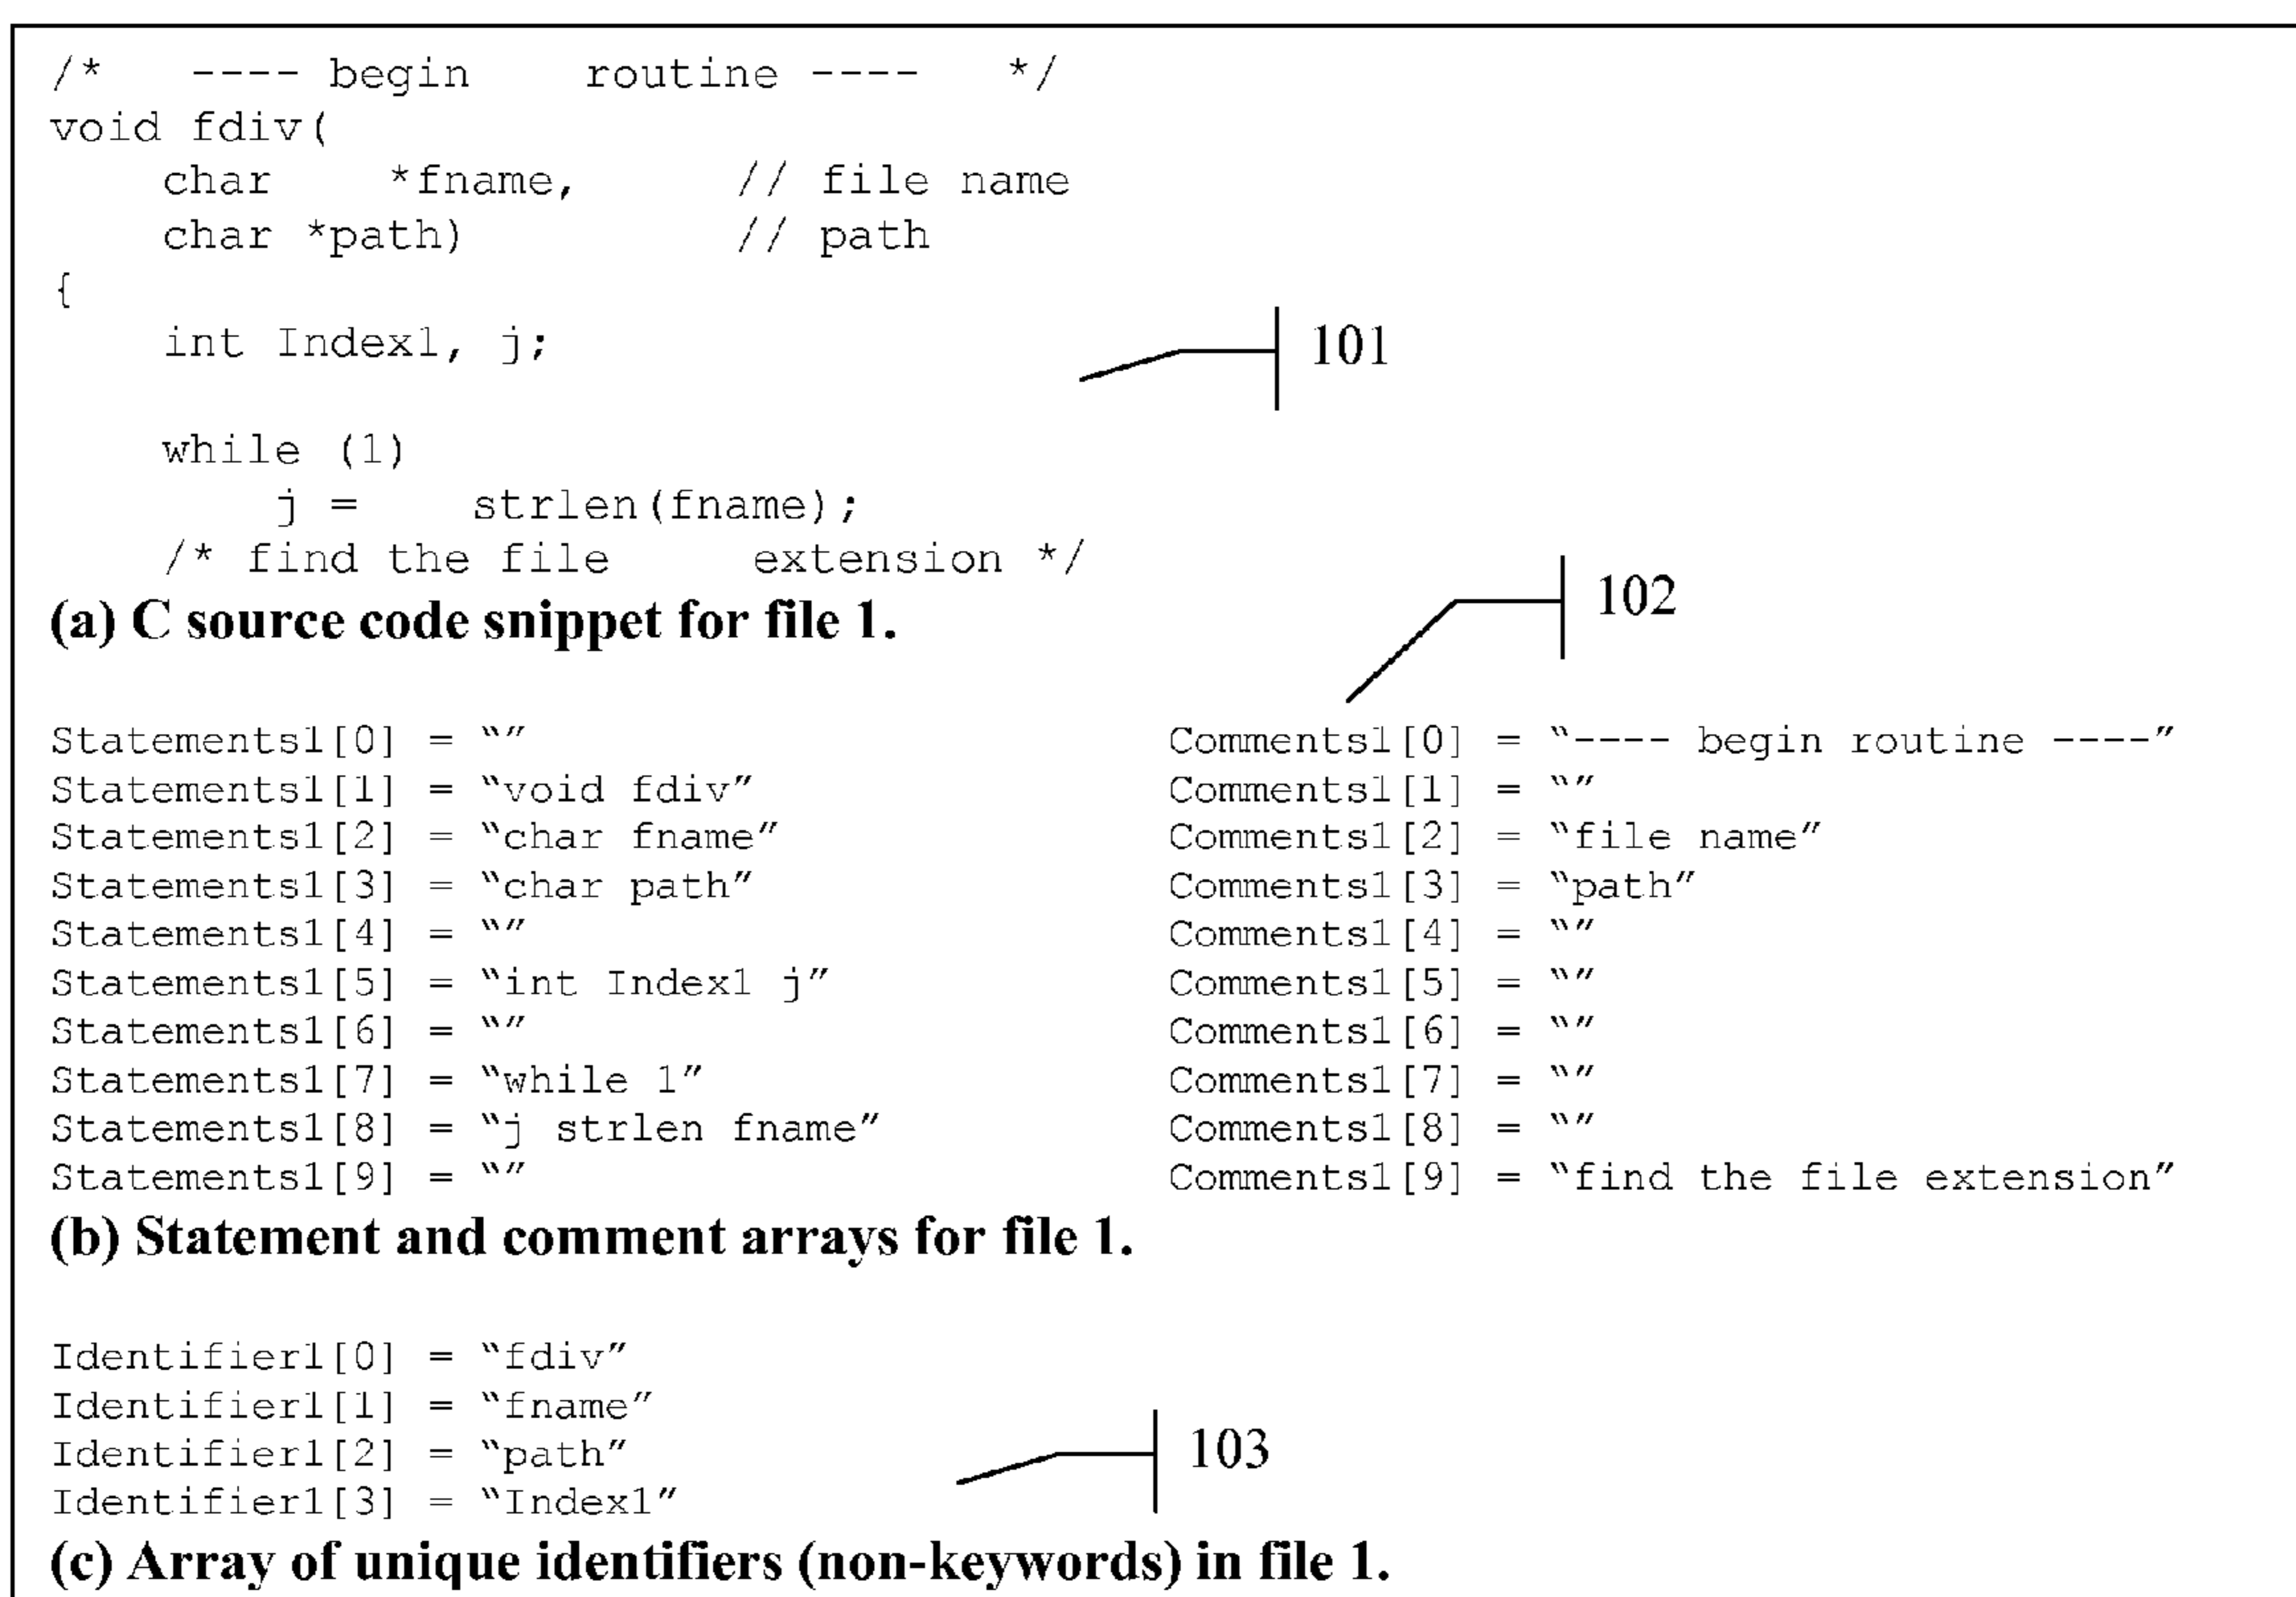 /*   ---- begin    routine ----   */
void fdiv(
    char    *fname,      // file name
    char *path)          // path
{
    int Index1, j;
101
    while (1)
        j =    strlen(fname);
    /* find the file     extension */
(a) C source code snippet for file 1.
102
Statements1[0] = “”    Comments1[0] = “---- begin routine ----”
Statements1[1] = “void fdiv”    Comments1[1] = “”
Statements1[2] = “char fname”    Comments1[2] = “file name”
Statements1[3] = “char path”    Comments1[3] = “path”
Statements1[4] = “”    Comments1[4] = “”
Statements1[5] = “int Index1 j”    Comments1[5] = “”
Statements1[6] = “”    Comments1[6] = “”
Statements1[7] = “while 1”    Comments1[7] = “”
Statements1[8] = “j strlen fname”    Comments1[8] = “”
Statements1[9] = “”    Comments1[9] = “find the file extension”
(b) Statement and comment arrays for file 1.
Identifier1[0] = “fdiv”
Identifier1[1] = “fname”
Identifier1[2] = “path”
103
Identifier1[3] = “Index1”
(c) Array of unique identifiers (non-keywords) in file 1.